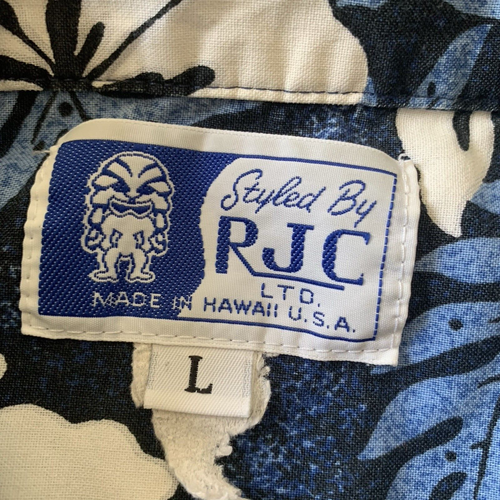 Styled By
RJC
LTD.
MADE IN HAWAII U.S.A.
L